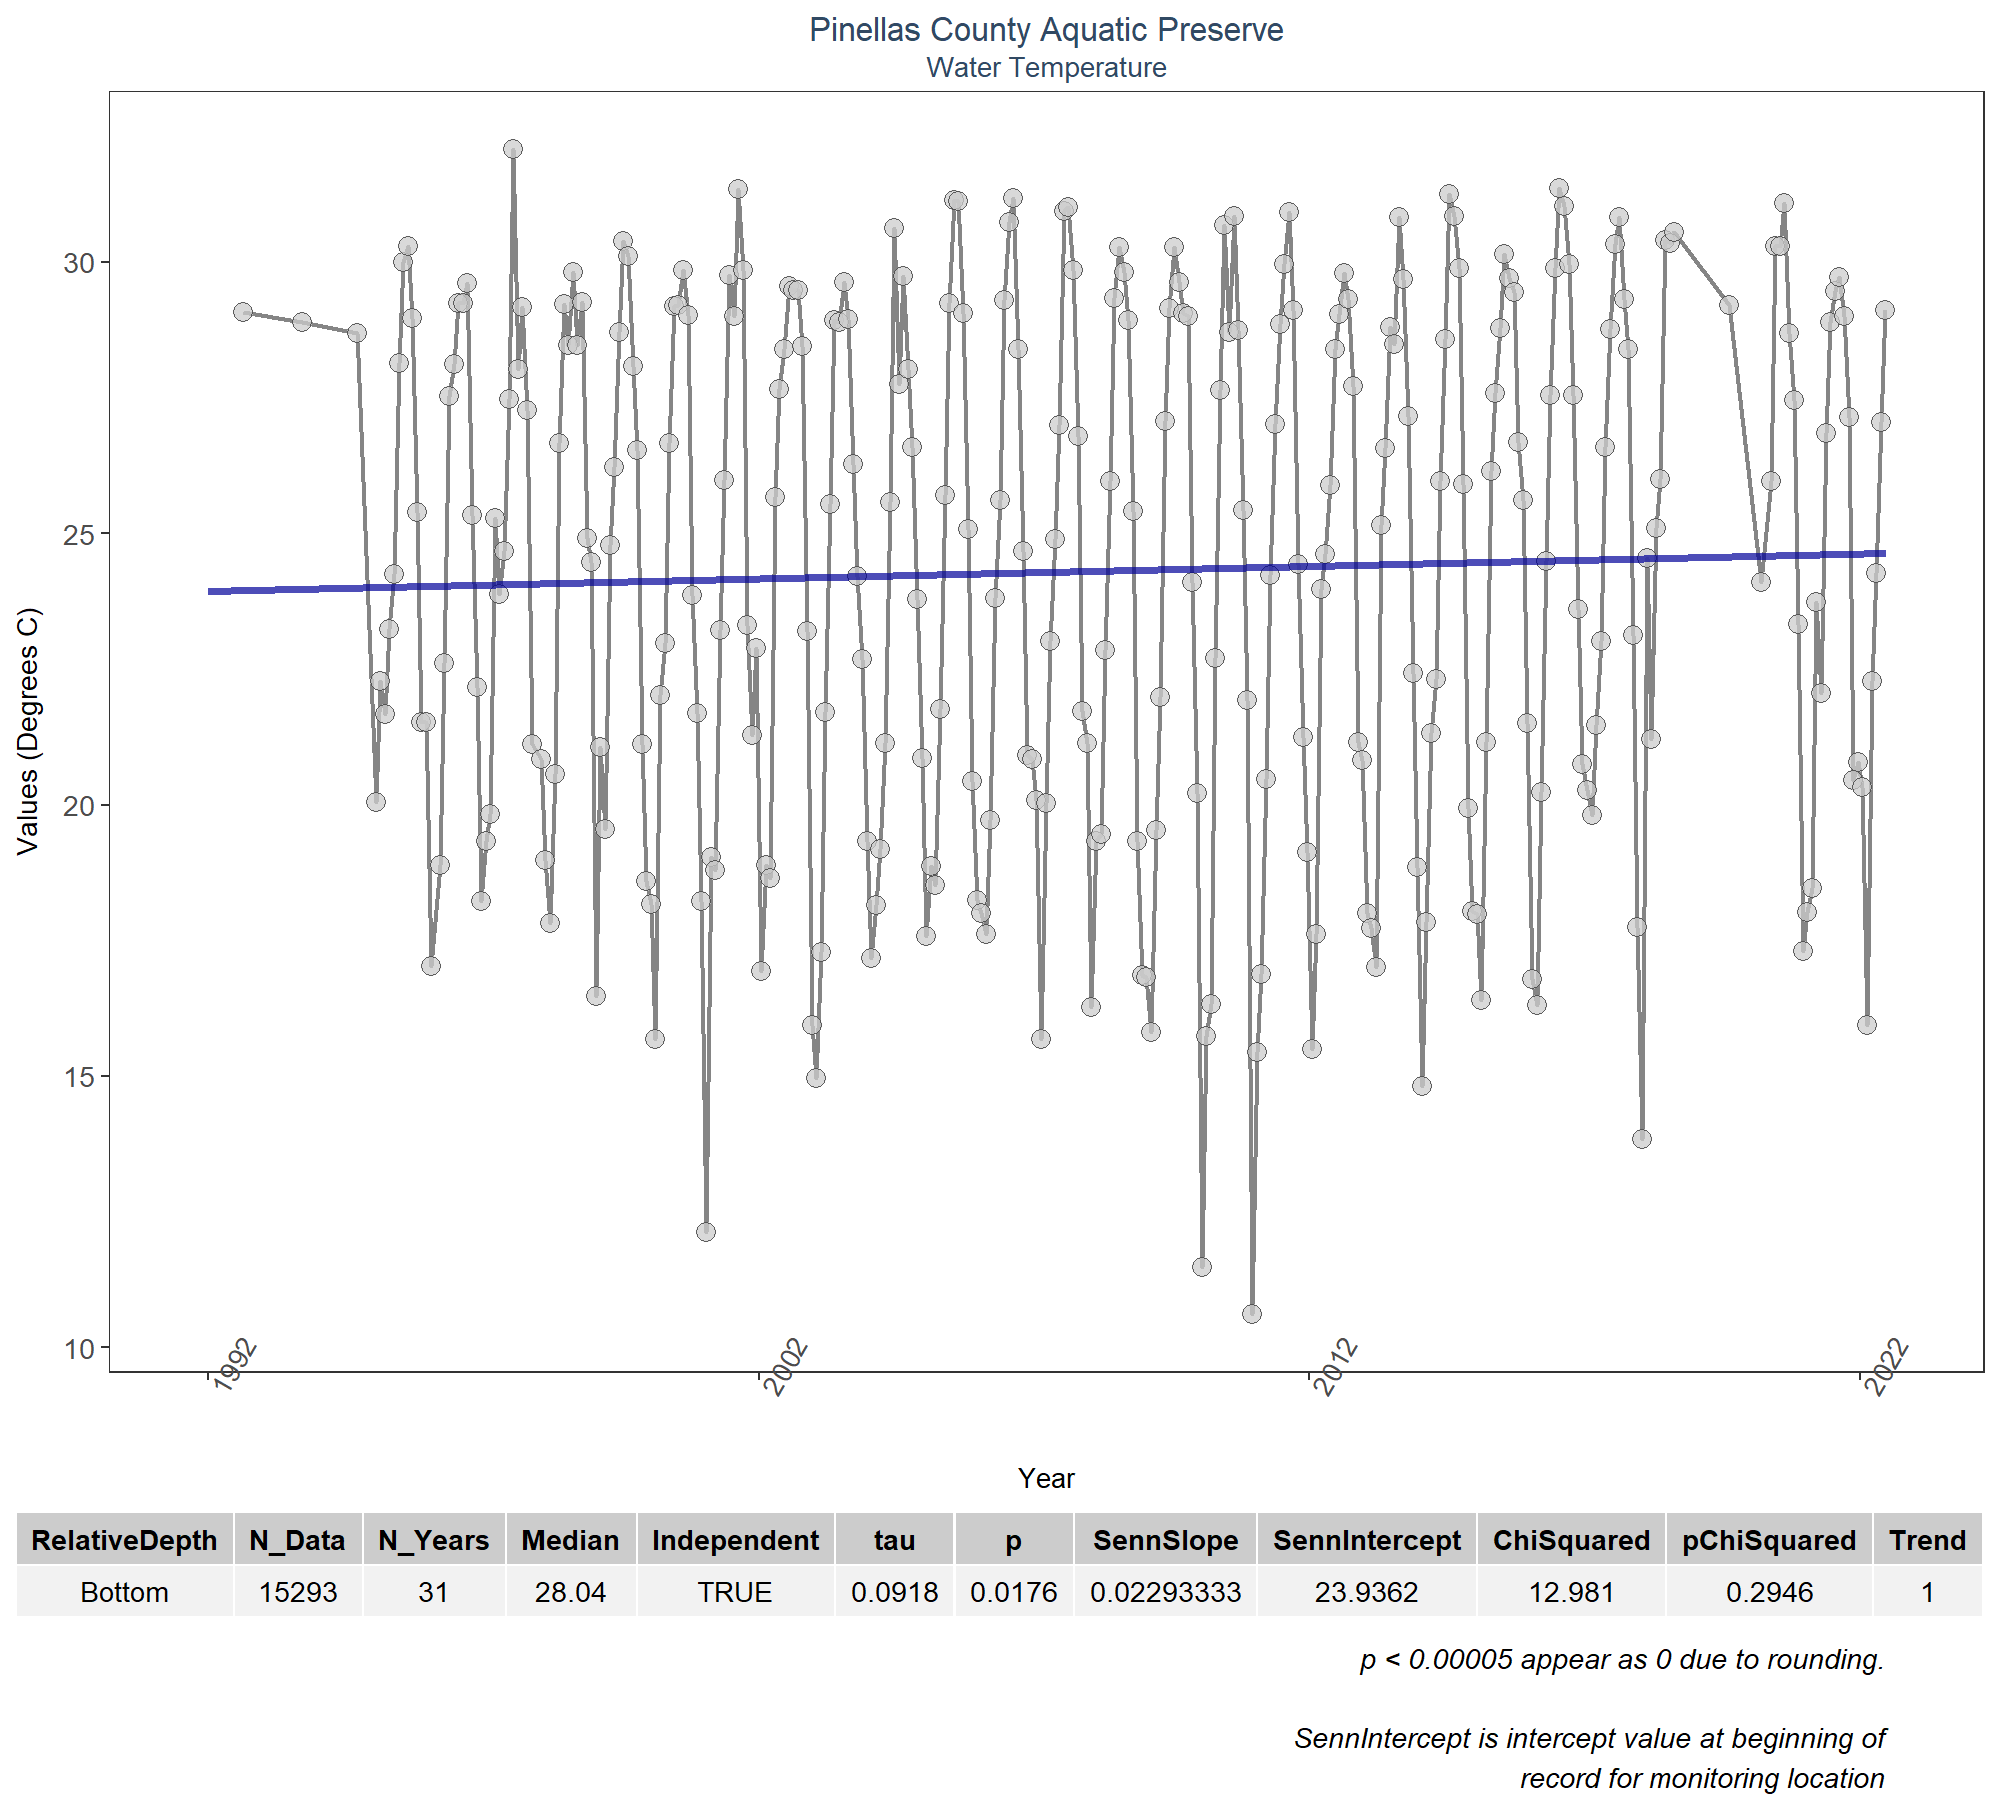 Pinellas County Aquatic Preserve
Water Temperature
Values (Degrees C)
30
25
20
15
10
1992
2002
2012
2022
Year
RelativeDepth N_Data N_Years Median Independent tau p SennSlope SennIntercept ChiSquared pChiSquared Trend
Bottom 15293 31 28.04 TRUE 0.0918 0.0176 0.02293333 23.9362 12.981 0.2946 1
p < 0.00005 appear as 0 due to rounding.
SennIntercept is intercept value at beginning of
record for monitoring location